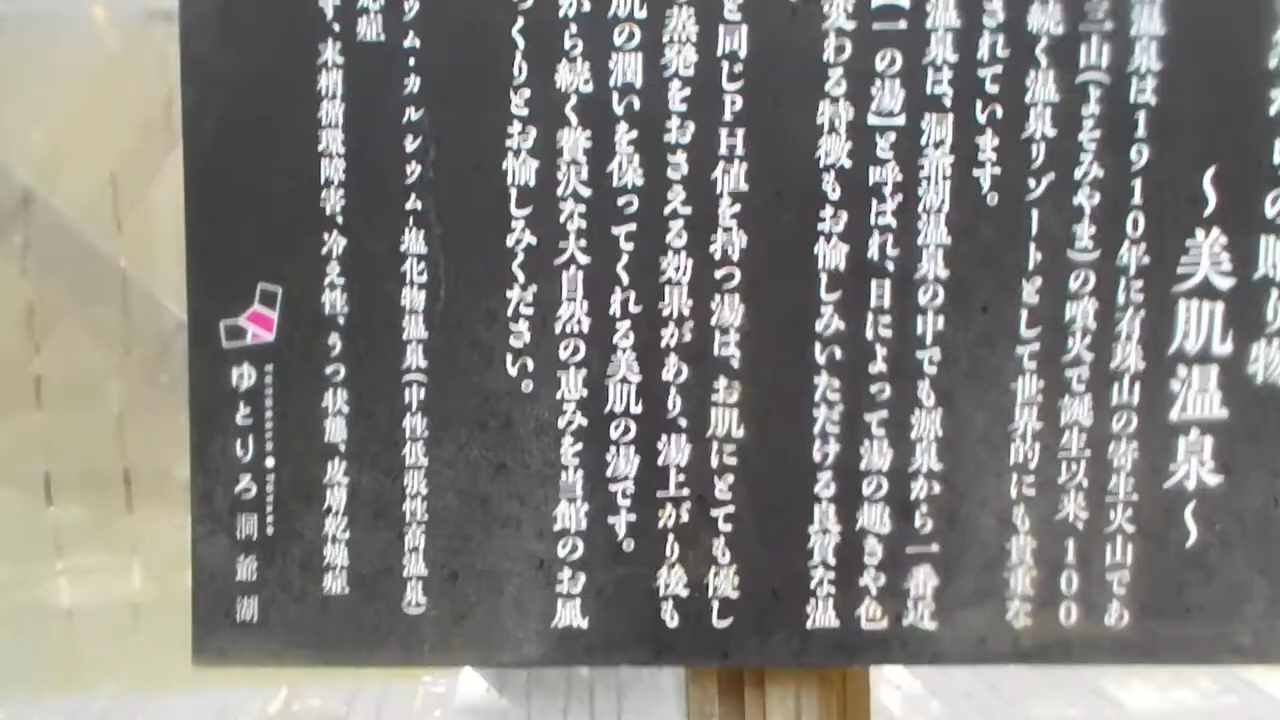 の贈り物
～美肌温泉～
温泉は1910年に有珠山の寄生火山であ
三山(よそみやま)の噴火で誕生以来、100
続く温泉リゾートとして世界的にも貴重な
されています。
温泉は、洞爺湖温泉の中でも源泉から一番近
【一の湯】と呼ばれ、日によって湯の趣きや色
変わる特徴もお愉しみいただける良質な温
と同じPH値を持つ湯は、お肌にとても優し
蒸発をおさえる効果があり、湯上がり後も
肌の潤いを保ってくれる美肌の湯です。
から続く贅沢な大自然の恵みを当館のお風
っくりとお愉しみください。
ウム・カルシウム-塩化物温泉(中性低張性高温泉)
応症
す、末梢循環障害、冷え性、うつ状態、皮膚乾燥症
ゆとりろ 洞爺湖